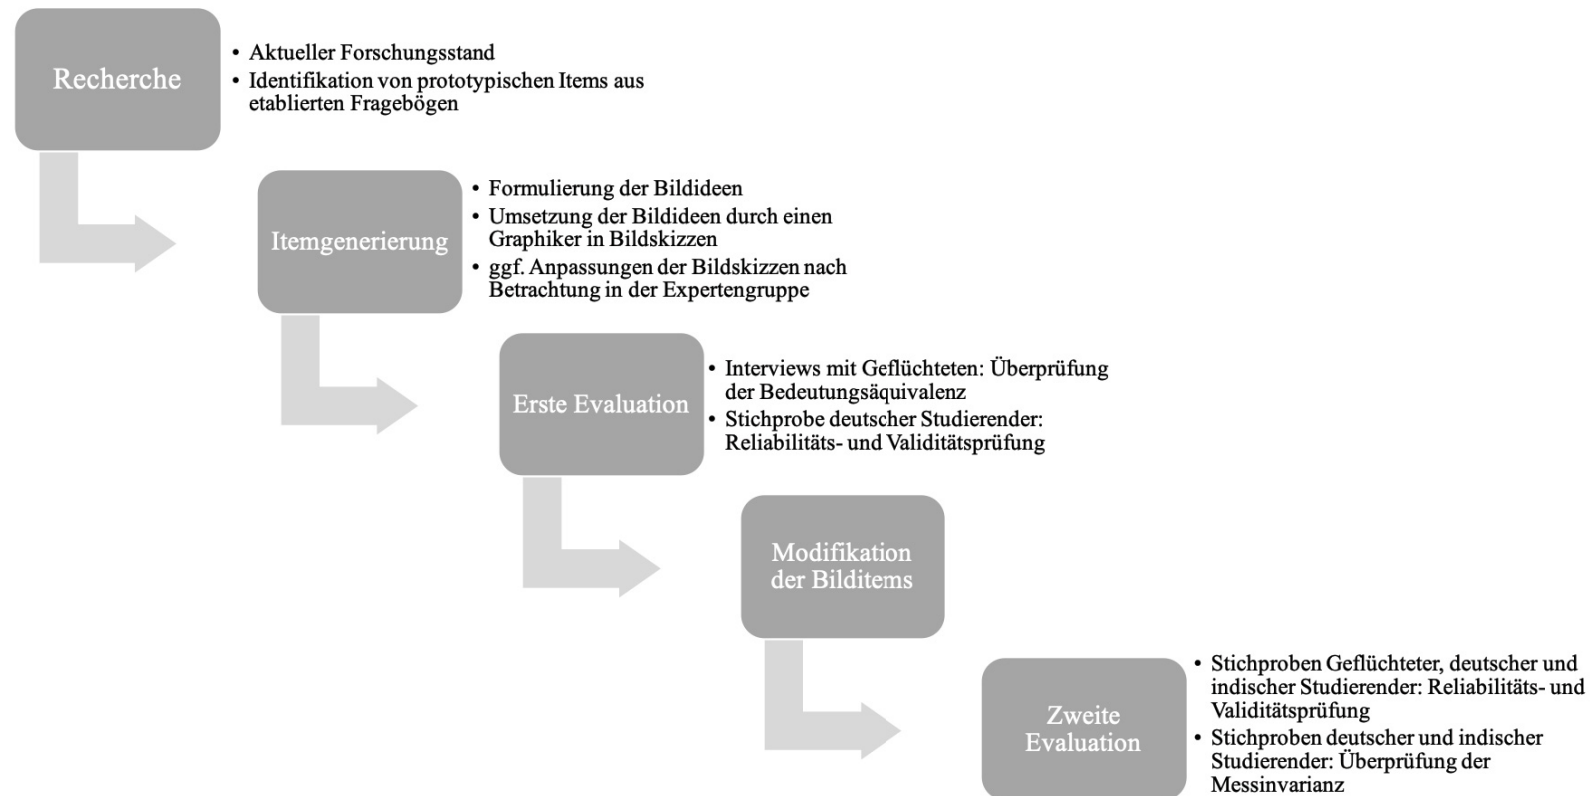 Recherche
• Aktueller Forschungsstand
• Identifikation von prototypischen Items aus
etablierten Fragebögen
Itemgenerierung
• Formulierung der Bildideen
• Umsetzung der Bildideen durch einen
Graphiker in Bildskizzen
• ggf. Anpassungen der Bildskizzen nach
Betrachtung in der Expertengruppe
Erste Evaluation
• Interviews mit Geflüchteten: Überprüfung
der Bedeutungsäquivalenz
• Stichprobe deutscher Studierender:
Reliabilitäts- und Validitätsprüfung
Modifikation
der Bilditems
Zweite
Evaluation
• Stichproben Geflüchteter, deutscher und
indischer Studierender: Reliabilitäts- und
Validitätsprüfung
• Stichproben deutscher und indischer
Studierender: Überprüfung der
Messinvarianz